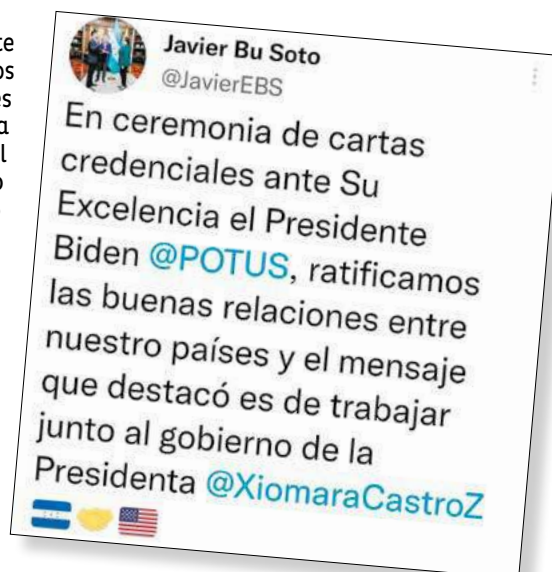 Javier Bu Soto
@JavierEBS
En ceremonia de cartas
credenciales ante Su
Excelencia el Presidente
Biden @POTUS, ratificamos
las buenas relaciones entre
nuestro países y el mensaje
que destacó es de trabajar
junto al gobierno de la
Presidenta @XiomaraCastroZ